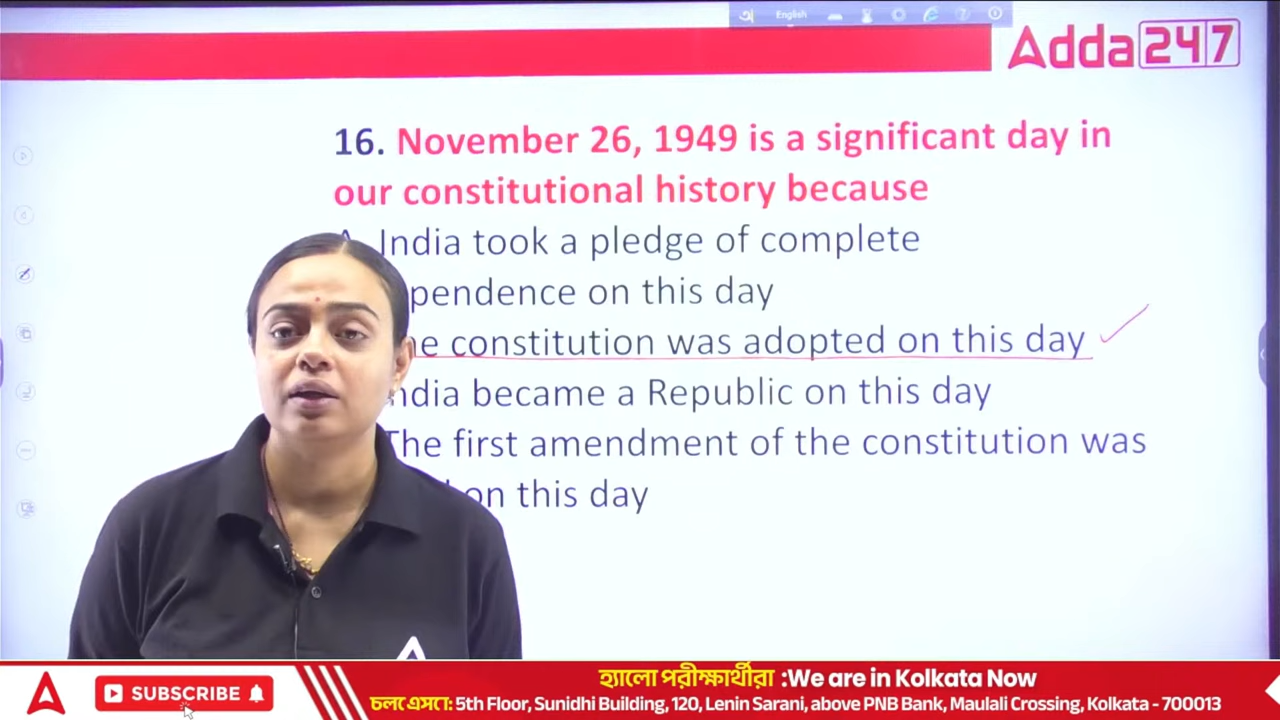 English
Adda247
16. November 26, 1949 is a significant day in
our constitutional history because
India took a pledge of complete
pendence on this day
he constitution was adopted on this day
ndia became a Republic on this day
The first amendment of the constitution was
on this day
SUBSCRIBE
হ্যালো পরীক্ষার্থীরা :We are in Kolkata Now
চলে এসো: 5th Floor, Sunidhi Building, 120, Lenin Sarani, above PNB Bank, Maulali Crossing, Kolkata - 700013